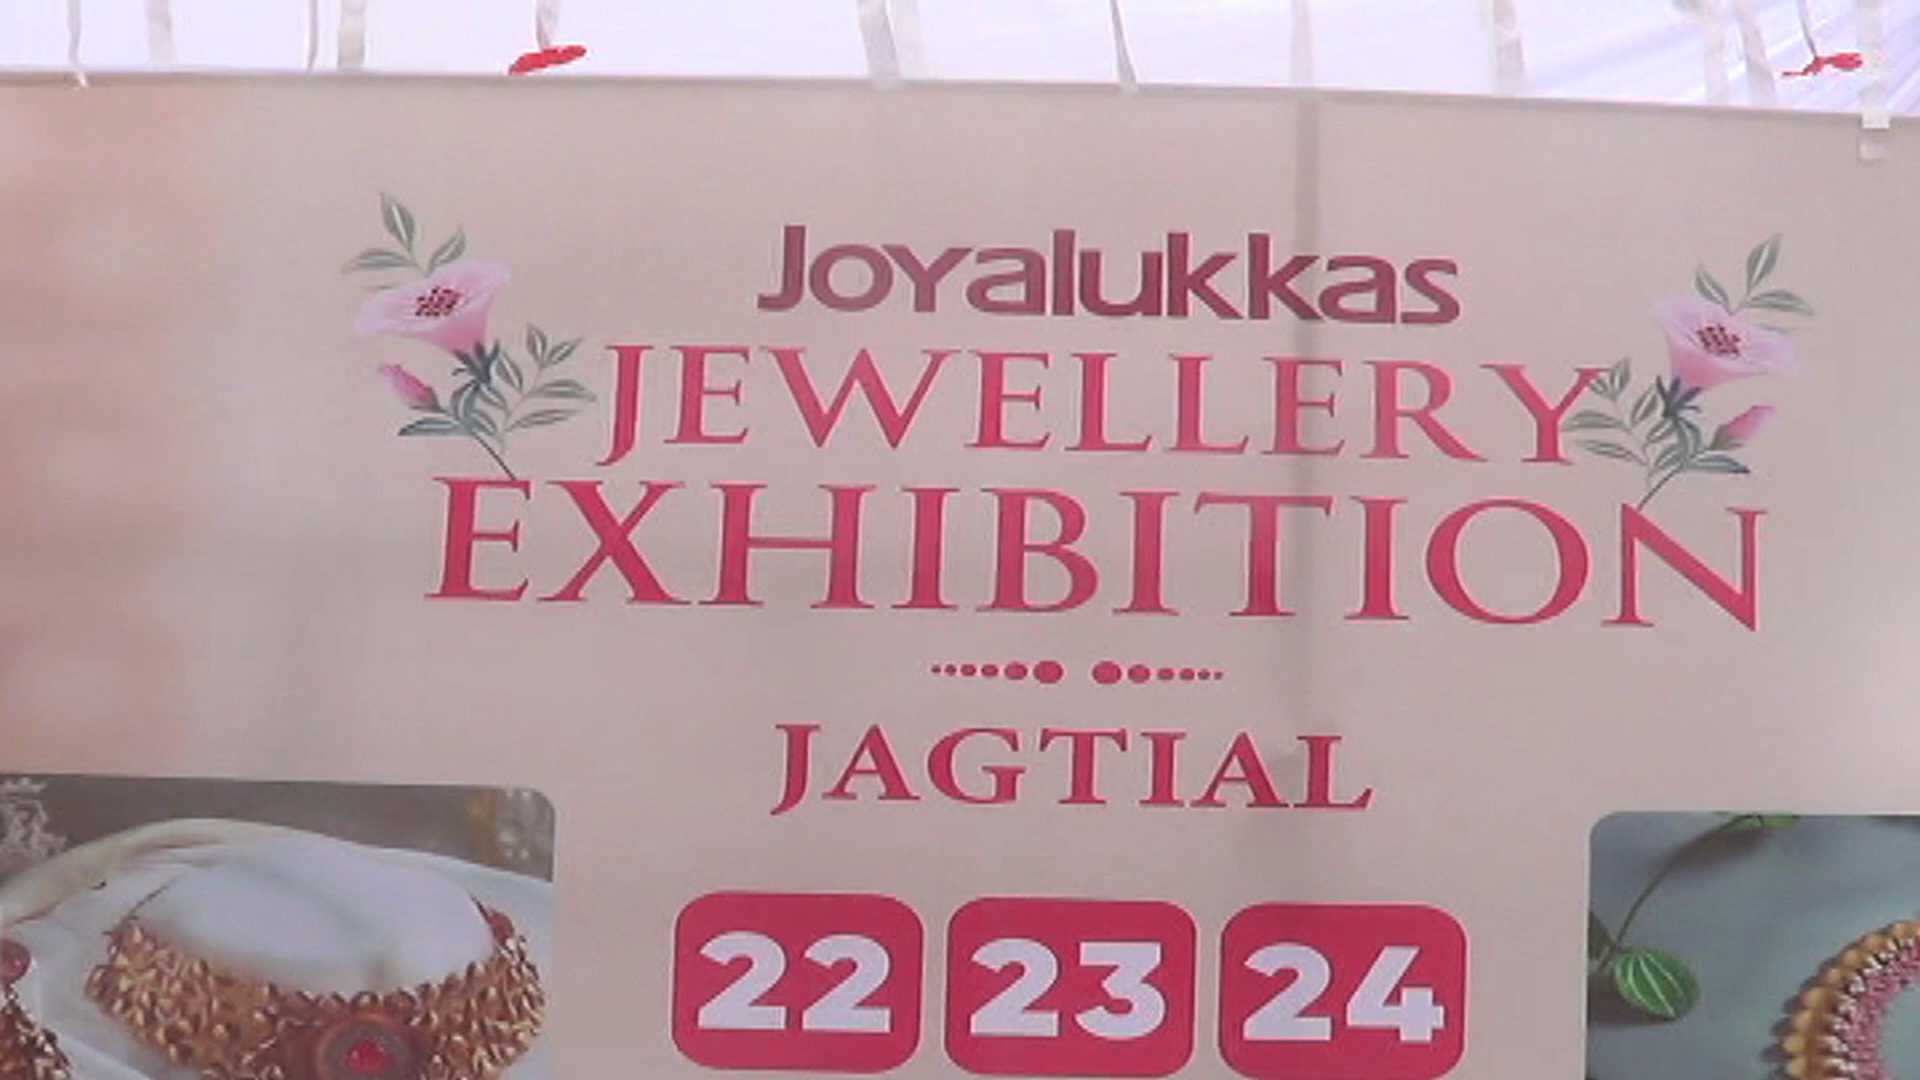 Joyalukkas
JEWELLERY
EXHIBITION
JAGTIAL
22 23 24